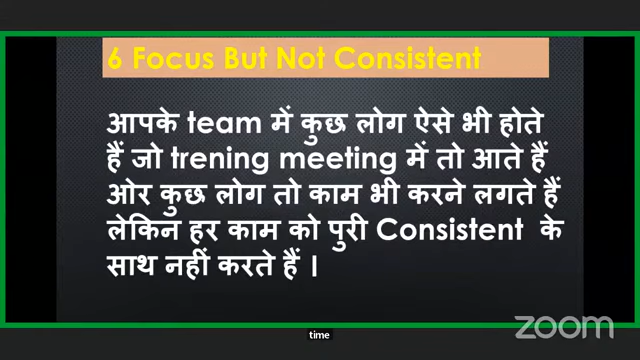 6 Focus But Not Consistent
आपके team में कुछ लोग ऐसे भी होते
हैं जो trening meeting में तो आते हैं
ओर कुछ लोग तो काम भी करने लगते हैं
लेकिन हर काम को पुरी Consistent के
साथ नहीं करते हैं ।
zoom
time